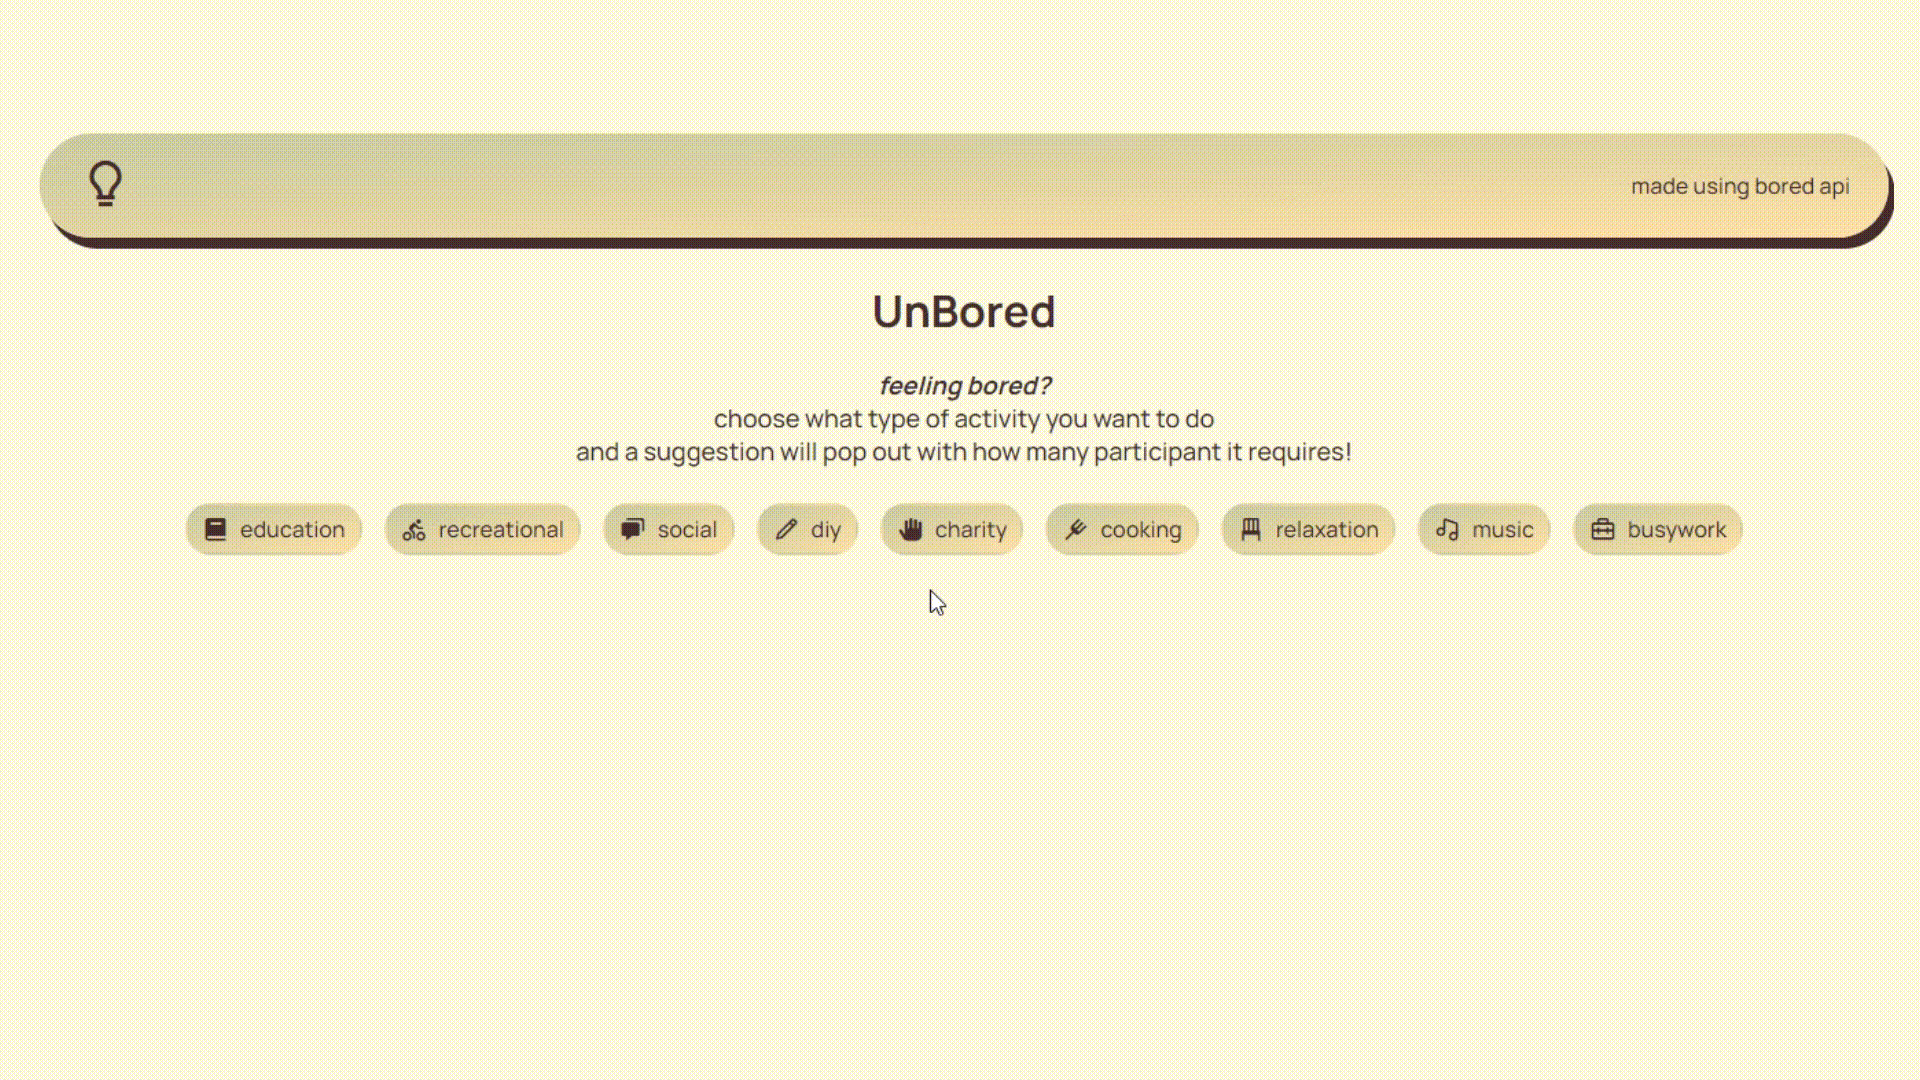 made using bored api
UnBored
feeling bored?
choose what type of activity you want to do
and a suggestion will pop out with how many participant it requires!
education
recreational
social
diy
charity
cooking
relaxation
music
busywork